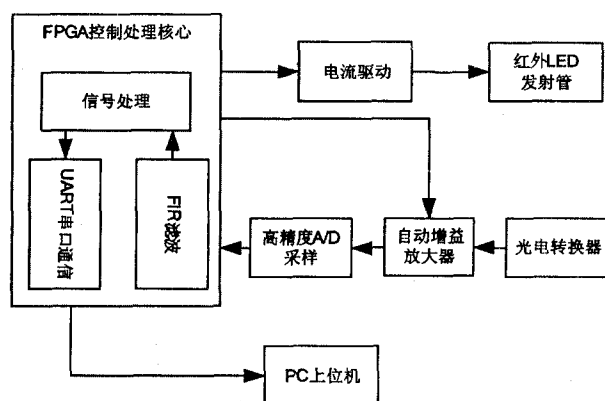 FPGA控制处理核心
信号处理
UART串口通信
FIR滤波
电流驱动
红外LED
发射管
高精度A/D
采样
自动增益
放大器
光电转换器
PC上位机